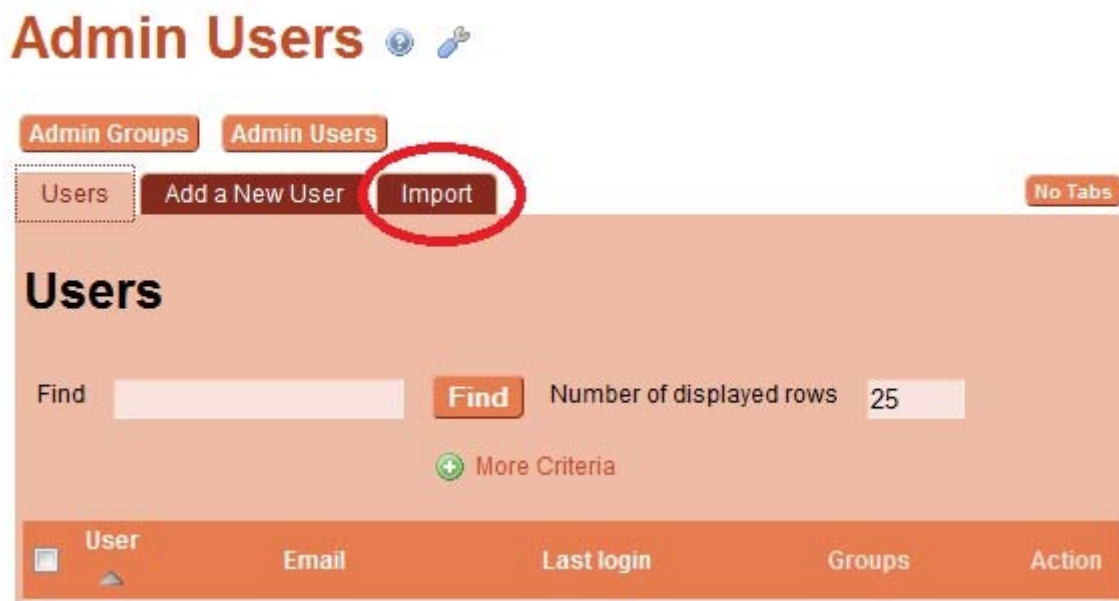 Admin Users
Admin Groups Admin Users
Users Add a New User Import No Tabs
Users
Find Find Number of displayed rows 25
More Criteria
User Email Last login Groups Action